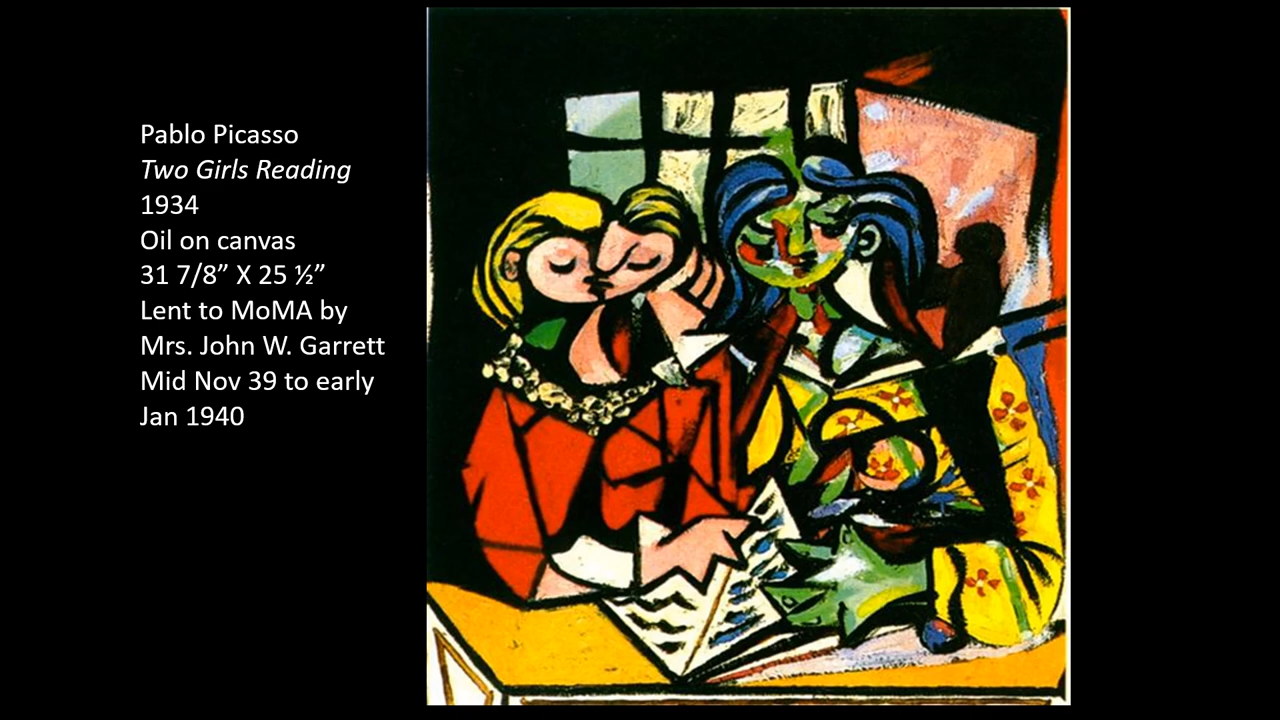 Pablo Picasso
Two Girls Reading
1934
Oil on canvas
31 7/8” X 25 ½”
Lent to MoMA by
Mrs. John W. Garrett
Mid Nov 39 to early
Jan 1940